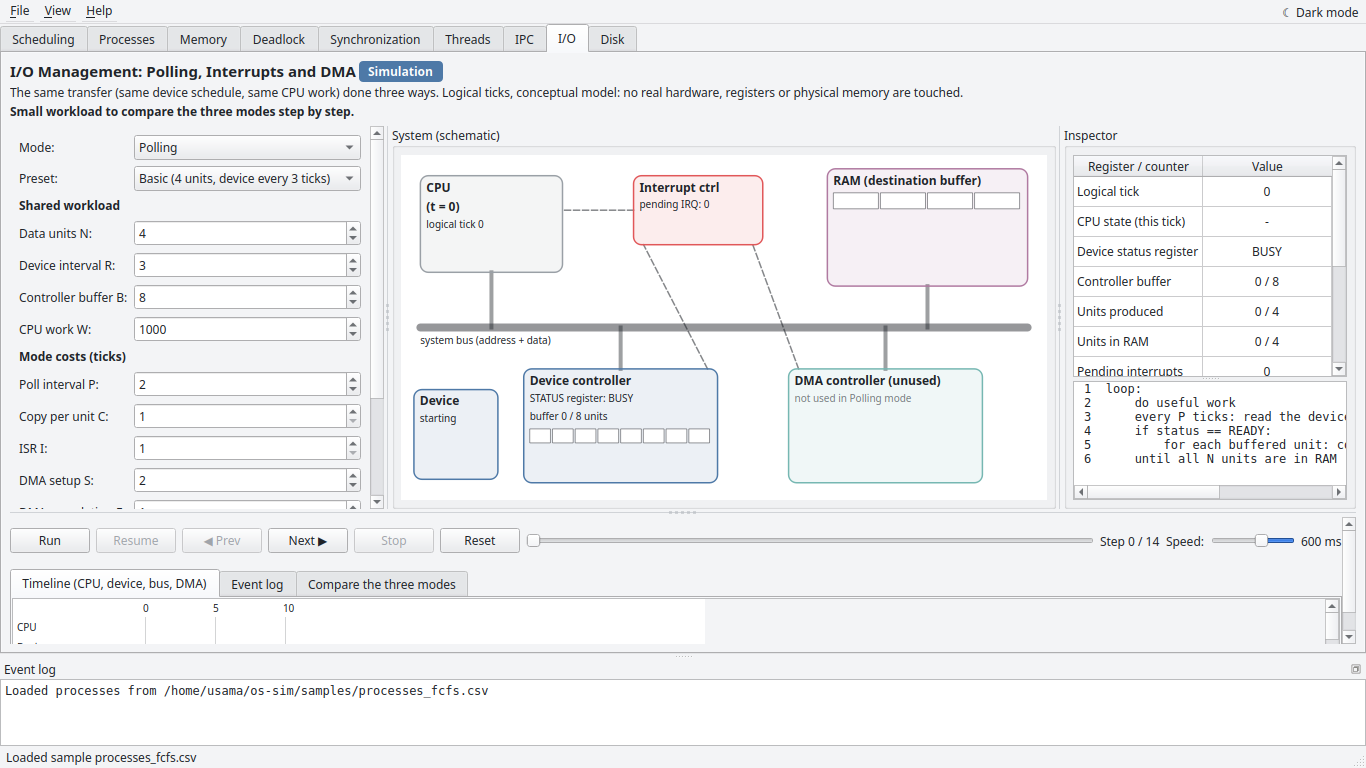 File View Help
Dark mode
Scheduling Processes Memory Deadlock Synchronization Threads IPC I/O Disk
I/O Management: Polling, Interrupts and DMA Simulation
The same transfer (same device schedule, same CPU work) done three ways. Logical ticks, conceptual model: no real hardware, registers or physical memory are touched.
Small workload to compare the three modes step by step.
Mode: Polling
Preset: Basic (4 units, device every 3 ticks)
Shared workload
Data units N: 4
Device interval R: 3
Controller buffer B: 8
CPU work W: 1000
Mode costs (ticks)
Poll interval P: 2
Copy per unit C: 1
ISR I: 1
DMA setup S: 2
System (schematic)
CPU
(t = 0)
logical tick 0
Interrupt ctrl
pending IRQ: 0
RAM (destination buffer)
system bus (address + data)
Device
starting
Device controller
STATUS register: BUSY
buffer 0 / 8 units
DMA controller (unused)
not used in Polling mode
Inspector
Register / counter Value
Logical tick 0
CPU state (this tick) -
Device status register BUSY
Controller buffer 0 / 8
Units produced 0 / 4
Units in RAM 0 / 4
Pending interrupts 0
1 loop:
2 do useful work
3 every P ticks: read the device
4 if status == READY:
5 for each buffered unit:
6 until all N units are in RAM
Run Resume ◀ Prev Next ▶ Stop Reset Step 0 / 14 Speed: 600 ms
Timeline (CPU, device, bus, DMA) Event log Compare the three modes
0 5 10
CPU
Event log
Loaded processes from /home/usama/os-sim/samples/processes_fcfs.csv
Loaded sample processes_fcfs.csv